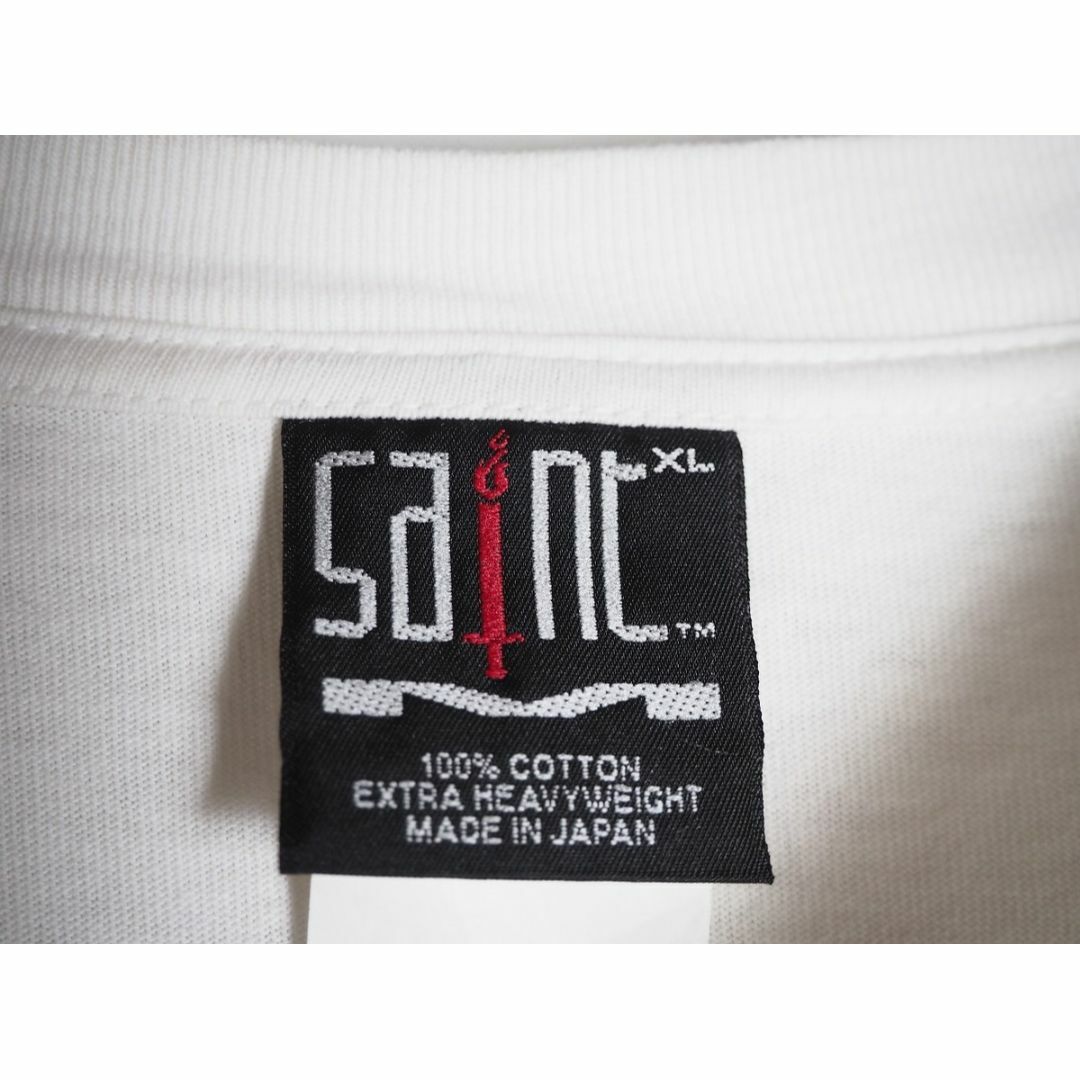 saint XL
TM
100% COTTON
EXTRA HEAVYWEIGHT
MADE IN JAPAN